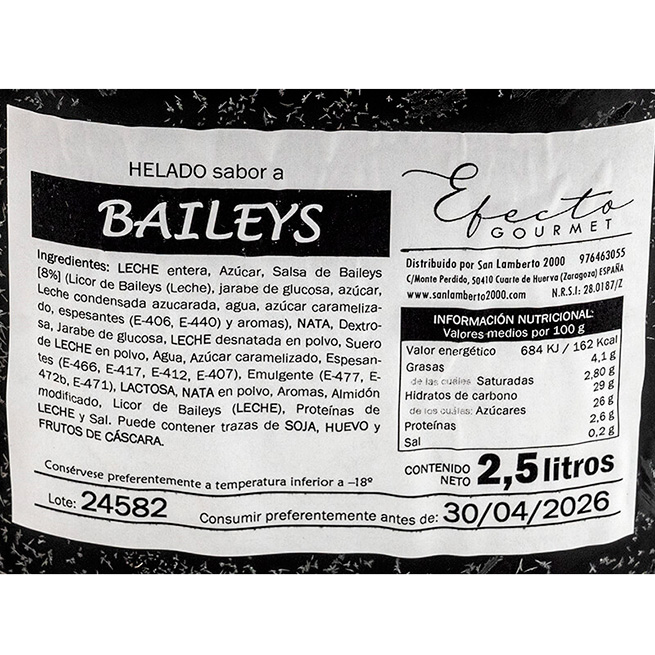 HELADO sabor a
BAILEYS
Ingredientes: LECHE entera, Azúcar, Salsa de Baileys
[8%] (Licor de Baileys (Leche), jarabe de glucosa, azúcar,
Leche condensada azucarada, agua, azúcar carameliza-
do, espesantes (E-406, E-440) y aromas), NATA, Dextro-
sa, Jarabe de glucosa, LECHE desnatada en polvo, Suero
de LECHE en polvo, Agua, Azúcar caramelizado, Espesan-
tes (E-466, E-417, E-412, E-407), Emulgente (E-477, E-
472b, E-471), LACTOSA, NATA en polvo, Aromas, Almidón
modificado, Licor de Baileys (LECHE), Proteínas de
LECHE y Sal. Puede contener trazas de SOJA, HUEVO y
FRUTOS DE CÁSCARA.
Efecto
GOURMET
Distribuido por San Lamberto 2000 976463055
C/Monte Perdido, 50410 Cuarte de Huerva (Zaragoza) ESPAÑA
www.sanlamberto2000.com N.R.S.I: 28.0187/Z
INFORMACIÓN NUTRICIONAL:
Valores medios por 100 g
Valor energético 684 KJ / 162 Kcal
Grasas 4,1 g
de las cuales Saturadas 2,80 g
Hidratos de carbono 29 g
de los cuales: Azúcares 26 g
Proteínas 2,6 g
Sal 0,2 g
CONTENIDO
NETO 2,5 litros
Consérvese preferentemente a temperatura inferior a –18º
Lote: 24582 Consumir preferentemente antes de: 30/04/2026